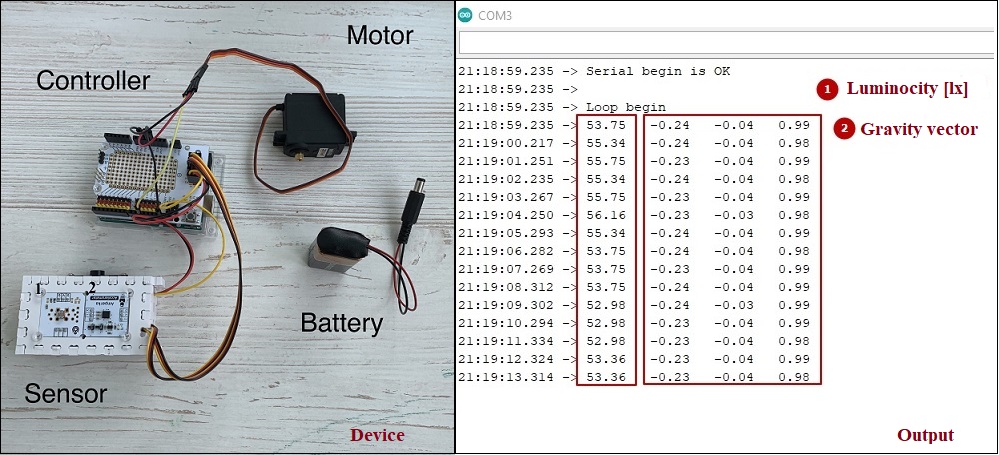 Motor
Controller
1 2
Battery
Sensor
Device
COM3
21:18:59.235 -> Serial begin is OK
21:18:59.235 ->
21:18:59.235 -> Loop begin
21:18:59.235 -> 53.75 -0.24 -0.04 0.99
21:19:00.217 -> 55.34 -0.24 -0.04 0.98
21:19:01.251 -> 55.75 -0.23 -0.04 0.99
21:19:02.235 -> 55.34 -0.24 -0.04 0.98
21:19:03.267 -> 55.75 -0.23 -0.04 0.99
21:19:04.250 -> 56.16 -0.23 -0.03 0.98
21:19:05.293 -> 55.34 -0.24 -0.04 0.99
21:19:06.282 -> 53.75 -0.24 -0.04 0.98
21:19:07.269 -> 53.75 -0.23 -0.04 0.99
21:19:08.312 -> 53.75 -0.24 -0.04 0.99
21:19:09.302 -> 52.98 -0.24 -0.03 0.99
21:19:10.294 -> 52.98 -0.23 -0.04 0.99
21:19:11.334 -> 52.98 -0.23 -0.04 0.98
21:19:12.324 -> 53.36 -0.23 -0.04 0.99
21:19:13.314 -> 53.36 -0.23 -0.04 0.98
1 Luminocity [lx]
2 Gravity vector
Output